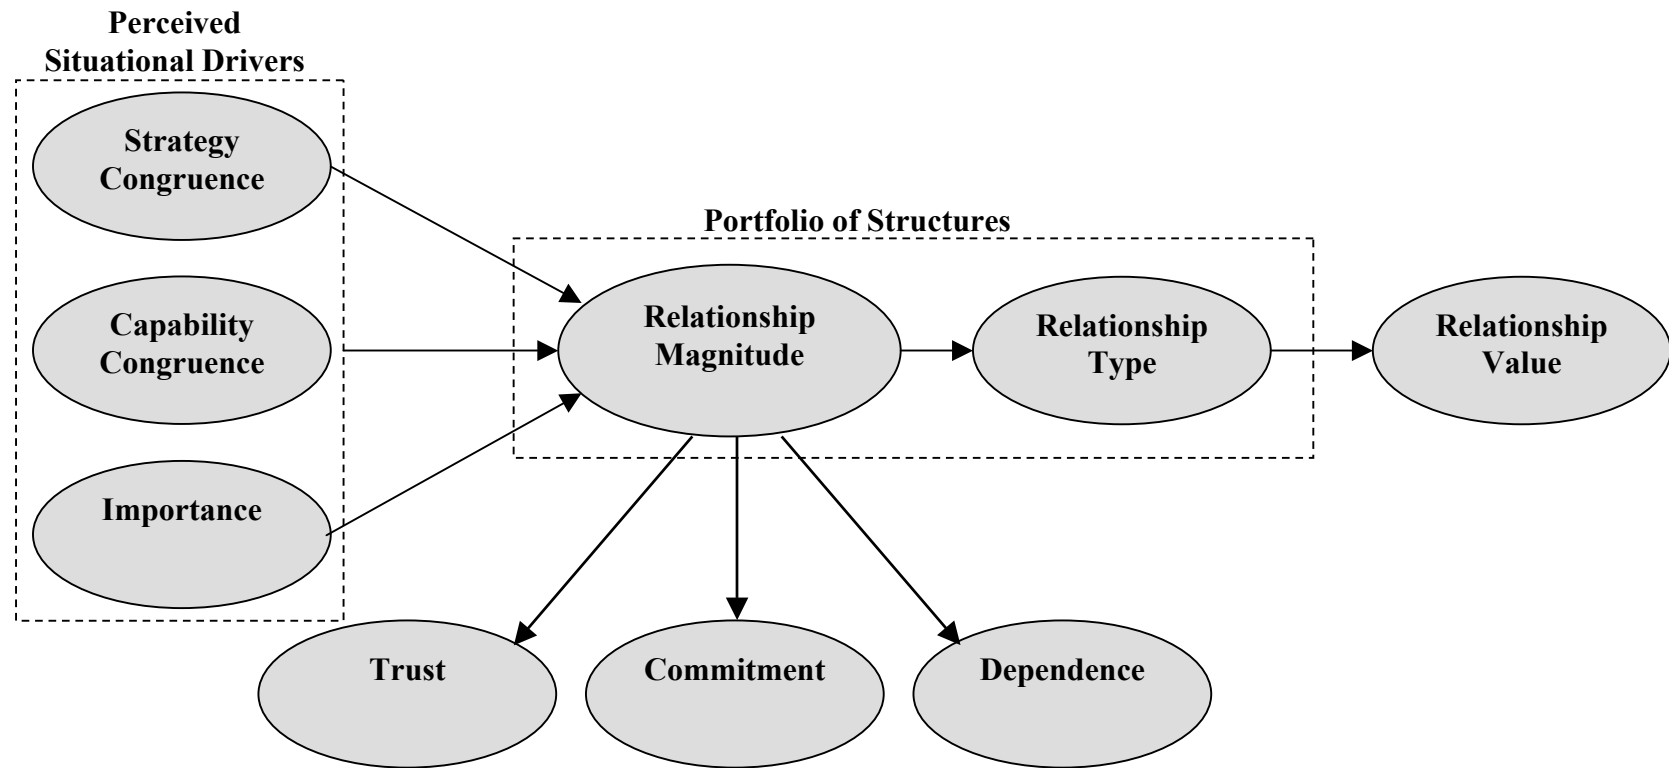 Perceived
Situational Drivers
Strategy
Congruence
Capability
Congruence
Importance
Portfolio of Structures
Relationship
Magnitude
Relationship
Type
Relationship
Value
Trust
Commitment
Dependence